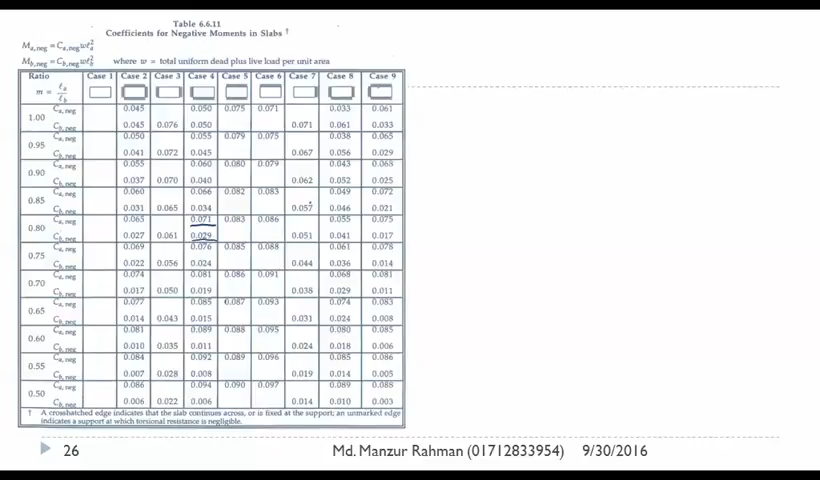 Table 6.6.11
Coefficients for Negative Moments in Slabs †
Ma, neg = Ca, neg wℓa²
Mb, neg = Cb, neg wℓb² where w = total uniform dead plus live load per unit area
Ratio Case 1 Case 2 Case 3 Case 4 Case 5 Case 6 Case 7 Case 8 Case 9
m = ℓa/ℓb
Ca, neg 0.045 0.050 0.075 0.071 0.033 0.061
1.00
Cb, neg 0.045 0.076 0.050 0.071 0.061 0.033
Ca, neg 0.050 0.055 0.079 0.075 0.038 0.065
0.95
Cb, neg 0.041 0.072 0.045 0.067 0.056 0.029
Ca, neg 0.055 0.060 0.080 0.079 0.043 0.068
0.90
Cb, neg 0.037 0.070 0.040 0.062 0.052 0.025
Ca, neg 0.060 0.066 0.082 0.083 0.049 0.072
0.85
Cb, neg 0.031 0.065 0.034 0.057 0.046 0.021
Ca, neg 0.065 0.071 0.083 0.086 0.055 0.075
0.80
Cb, neg 0.027 0.061 0.029 0.051 0.041 0.017
Ca, neg 0.069 0.076 0.085 0.088 0.061 0.078
0.75
Cb, neg 0.022 0.056 0.024 0.044 0.036 0.014
Ca, neg 0.074 0.081 0.086 0.091 0.068 0.081
0.70
Cb, neg 0.017 0.050 0.019 0.038 0.029 0.011
Ca, neg 0.077 0.085 0.087 0.093 0.074 0.083
0.65
Cb, neg 0.014 0.043 0.015 0.031 0.024 0.008
Ca, neg 0.081 0.089 0.088 0.095 0.080 0.085
0.60
Cb, neg 0.010 0.035 0.011 0.024 0.018 0.006
Ca, neg 0.084 0.092 0.089 0.096 0.085 0.086
0.55
Cb, neg 0.007 0.028 0.008 0.019 0.014 0.005
Ca, neg 0.086 0.094 0.090 0.097 0.089 0.088
0.50
Cb, neg 0.006 0.022 0.006 0.014 0.010 0.003
† A crosshatched edge indicates that the slab continues across, or is fixed at the support; an unmarked edge
indicates a support at which torsional resistance is negligible.
26 Md. Manzur Rahman (01712833954) 9/30/2016